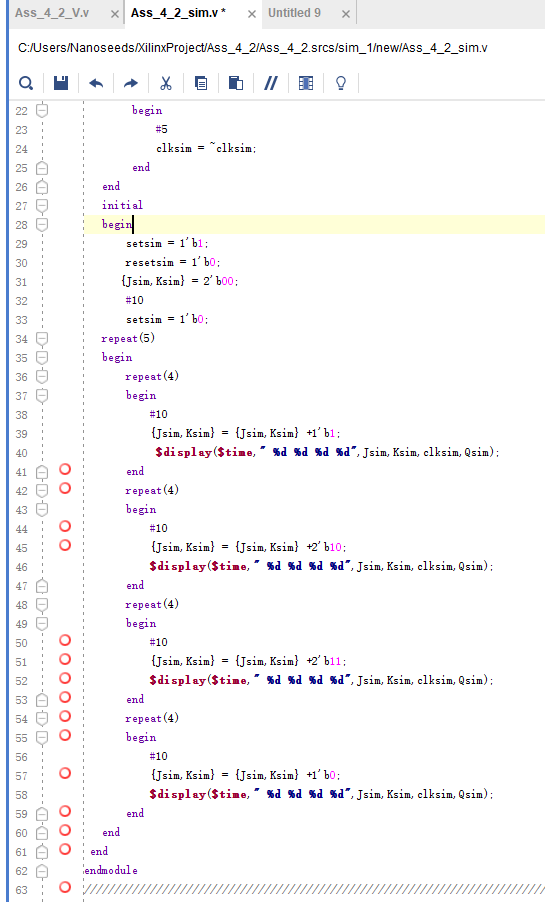 Ass_4_2_V.v × Ass_4_2_sim.v * × Untitled 9 ×
C:/Users/Nanoseeds/XilinxProject/Ass_4_2/Ass_4_2.srcs/sim_1/new/Ass_4_2_sim.v
22 begin
23 #5
24 clksim = ~clksim;
25 end
26 end
27 initial
28 begin
29 setsim = 1'b1;
30 resetsim = 1'b0;
31 {Jsim,Ksim} = 2'b00;
32 #10
33 setsim = 1'b0;
34 repeat(5)
35 begin
36 repeat(4)
37 begin
38 #10
39 {Jsim,Ksim} = {Jsim,Ksim} +1'b1;
40 $display($time," %d %d %d %d",Jsim,Ksim,clksim,Qsim);
41 end
42 repeat(4)
43 begin
44 #10
45 {Jsim,Ksim} = {Jsim,Ksim} +2'b10;
46 $display($time," %d %d %d %d",Jsim,Ksim,clksim,Qsim);
47 end
48 repeat(4)
49 begin
50 #10
51 {Jsim,Ksim} = {Jsim,Ksim} +2'b11;
52 $display($time," %d %d %d %d",Jsim,Ksim,clksim,Qsim);
53 end
54 repeat(4)
55 begin
56 #10
57 {Jsim,Ksim} = {Jsim,Ksim} +1'b0;
58 $display($time," %d %d %d %d",Jsim,Ksim,clksim,Qsim);
59 end
60 end
61 end
62 endmodule
63 //////////////////////////////////////////////////////////////////////////////